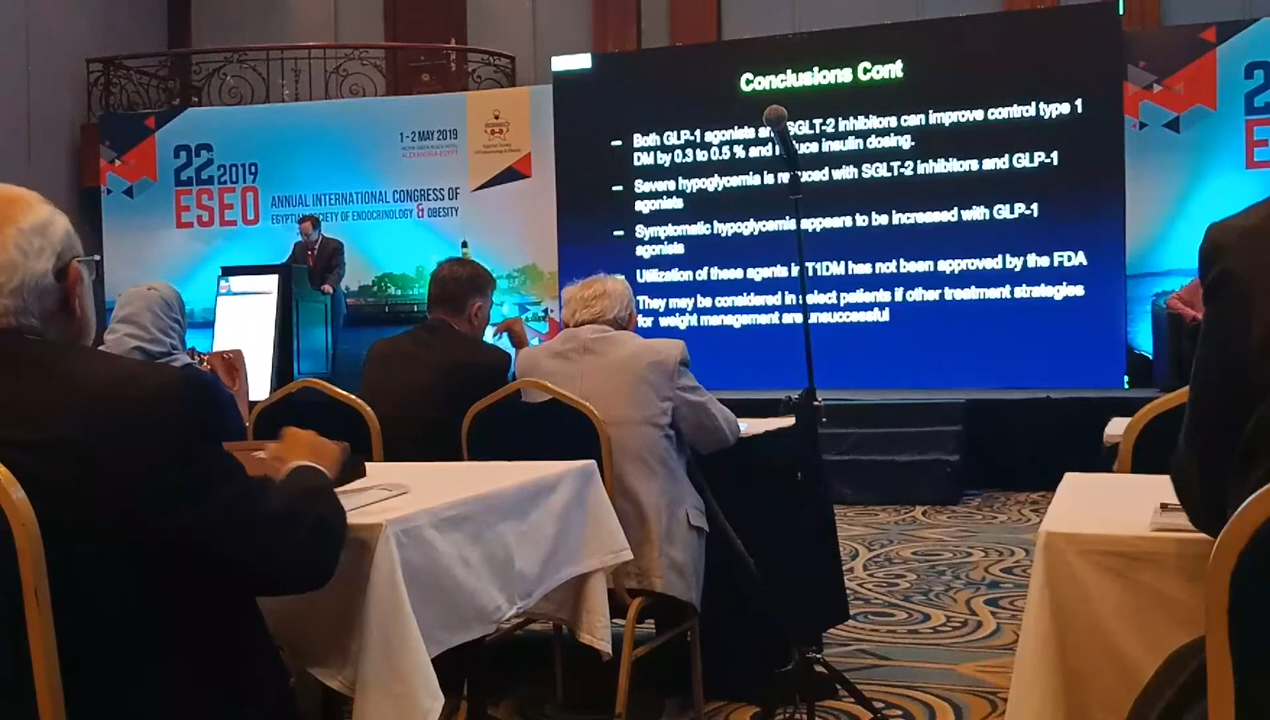 22 2019
ESEO
1 - 2 MAY 2019
ALEXANDRIA EGYPT
ANNUAL INTERNATIONAL CONGRESS OF
EGYPTIAN SOCIETY OF ENDOCRINOLOGY & OBESITY
Conclusions Cont
– Both GLP-1 agonists and SGLT-2 inhibitors can improve control type 1
DM by 0.3 to 0.5 % and reduce insulin dosing.
– Severe hypoglycemia is reduced with SGLT-2 inhibitors and GLP-1
agonists
– Symptomatic hypoglycemia appears to be increased with GLP-1
agonists
– Utilization of these agents in T1DM has not been approved by the FDA
They may be considered in select patients if other treatment strategies
for weight management are unsuccessful
2
E